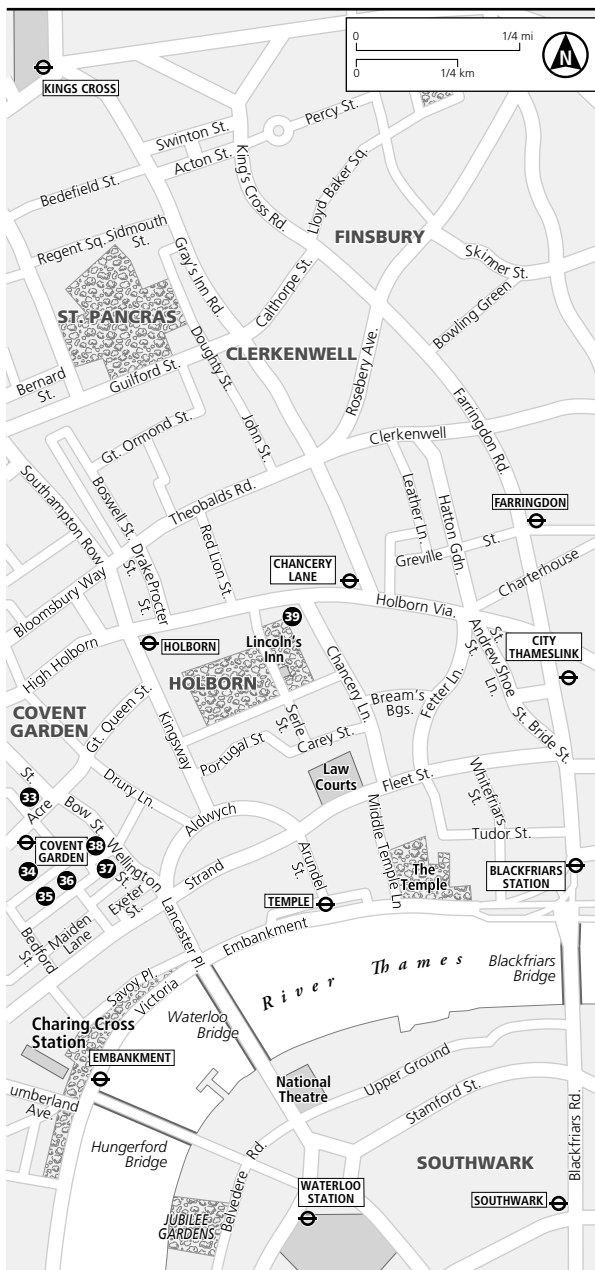 0 1/4 mi
0 1/4 km
N
KINGS CROSS
Percy St.
Swinton St.
Acton St.
Bedefield St.
King's Cross Rd.
Lloyd Baker Sq.
FINSBURY
Sidmouth
St.
Regent Sq.
Gray's Inn Rd.
Skinner St.
Calthorpe St.
ST. PANCRAS
Bowling Green
CLERKENWELL
Doughty St.
Rosebery Ave.
Bernard
St.
Guilford St.
Farringdon Rd.
John St.
Gt. Ormond St.
Clerkenwell
Southampton Row
Boswell St.
Theobalds Rd.
Leather Ln.
Hatton Gdn.
FARRINGDON
Red Lion St.
Drake
St.
Procter
St.
Greville St.
CHANCERY
LANE
Charterhouse
Bloomsbury Way
Holborn Via.
39
HOLBORN
Lincoln's
Inn
St. Andrew
St.
Shoe
Ln.
CITY
THAMESLINK
High Holborn
HOLBORN
Chancery Ln.
Fetter Ln.
Bream's
Bgs.
St. Bride St.
COVENT
GARDEN
Gt. Queen St.
Kingsway
Serle
St.
Carey St.
Portugal St
Law
Courts
Fleet St.
Whitefriars
St.
33
St.
Acre
Drury Ln.
Bow St.
Aldwych
Tudor St.
Middle Temple Ln
COVENT
GARDEN
38
Wellington
St.
37
34
36
35
Strand
Arundel
St.
The
Temple
BLACKFRIARS
STATION
Exeter
St.
TEMPLE
Maiden
Lane
Bedford
St.
Lancaster Pl.
Embankment
River Thames
Blackfriars
Bridge
Savoy Pl.
Victoria
Waterloo
Bridge
Charing Cross
Station
EMBANKMENT
National
Theatre
Upper Ground
Stamford St.
umberland
Ave.
Hungerford
Bridge
Belvedere Rd.
SOUTHWARK
Blackfriars Rd.
WATERLOO
STATION
SOUTHWARK
JUBILEE
GARDENS